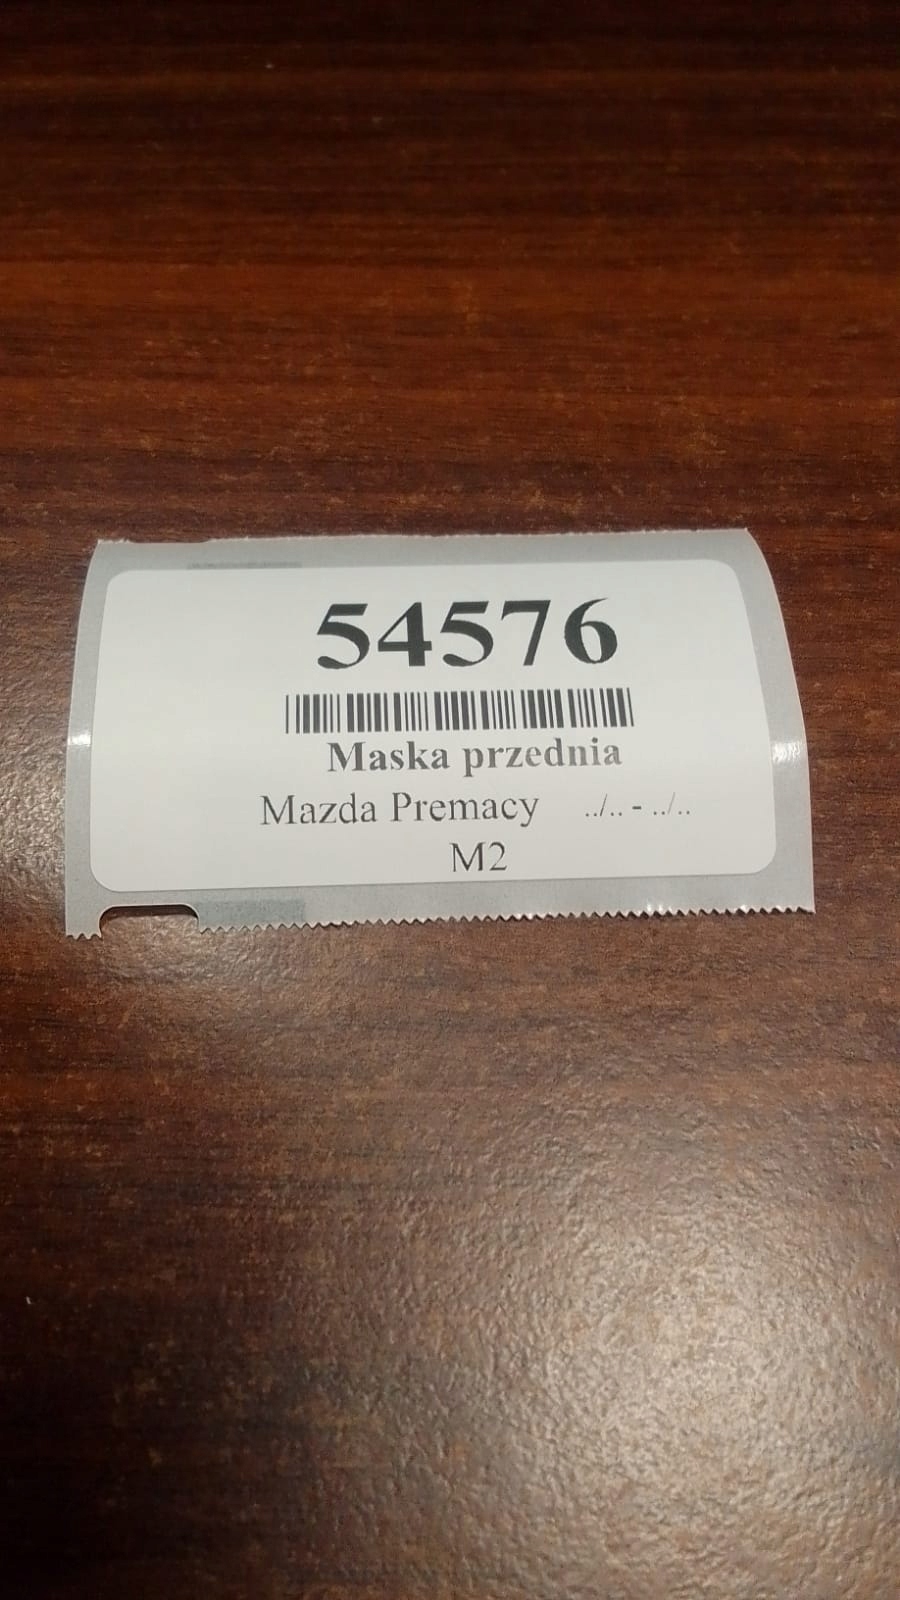 54576
Maska przednia
Mazda Premacy ../.. - ../..
M2